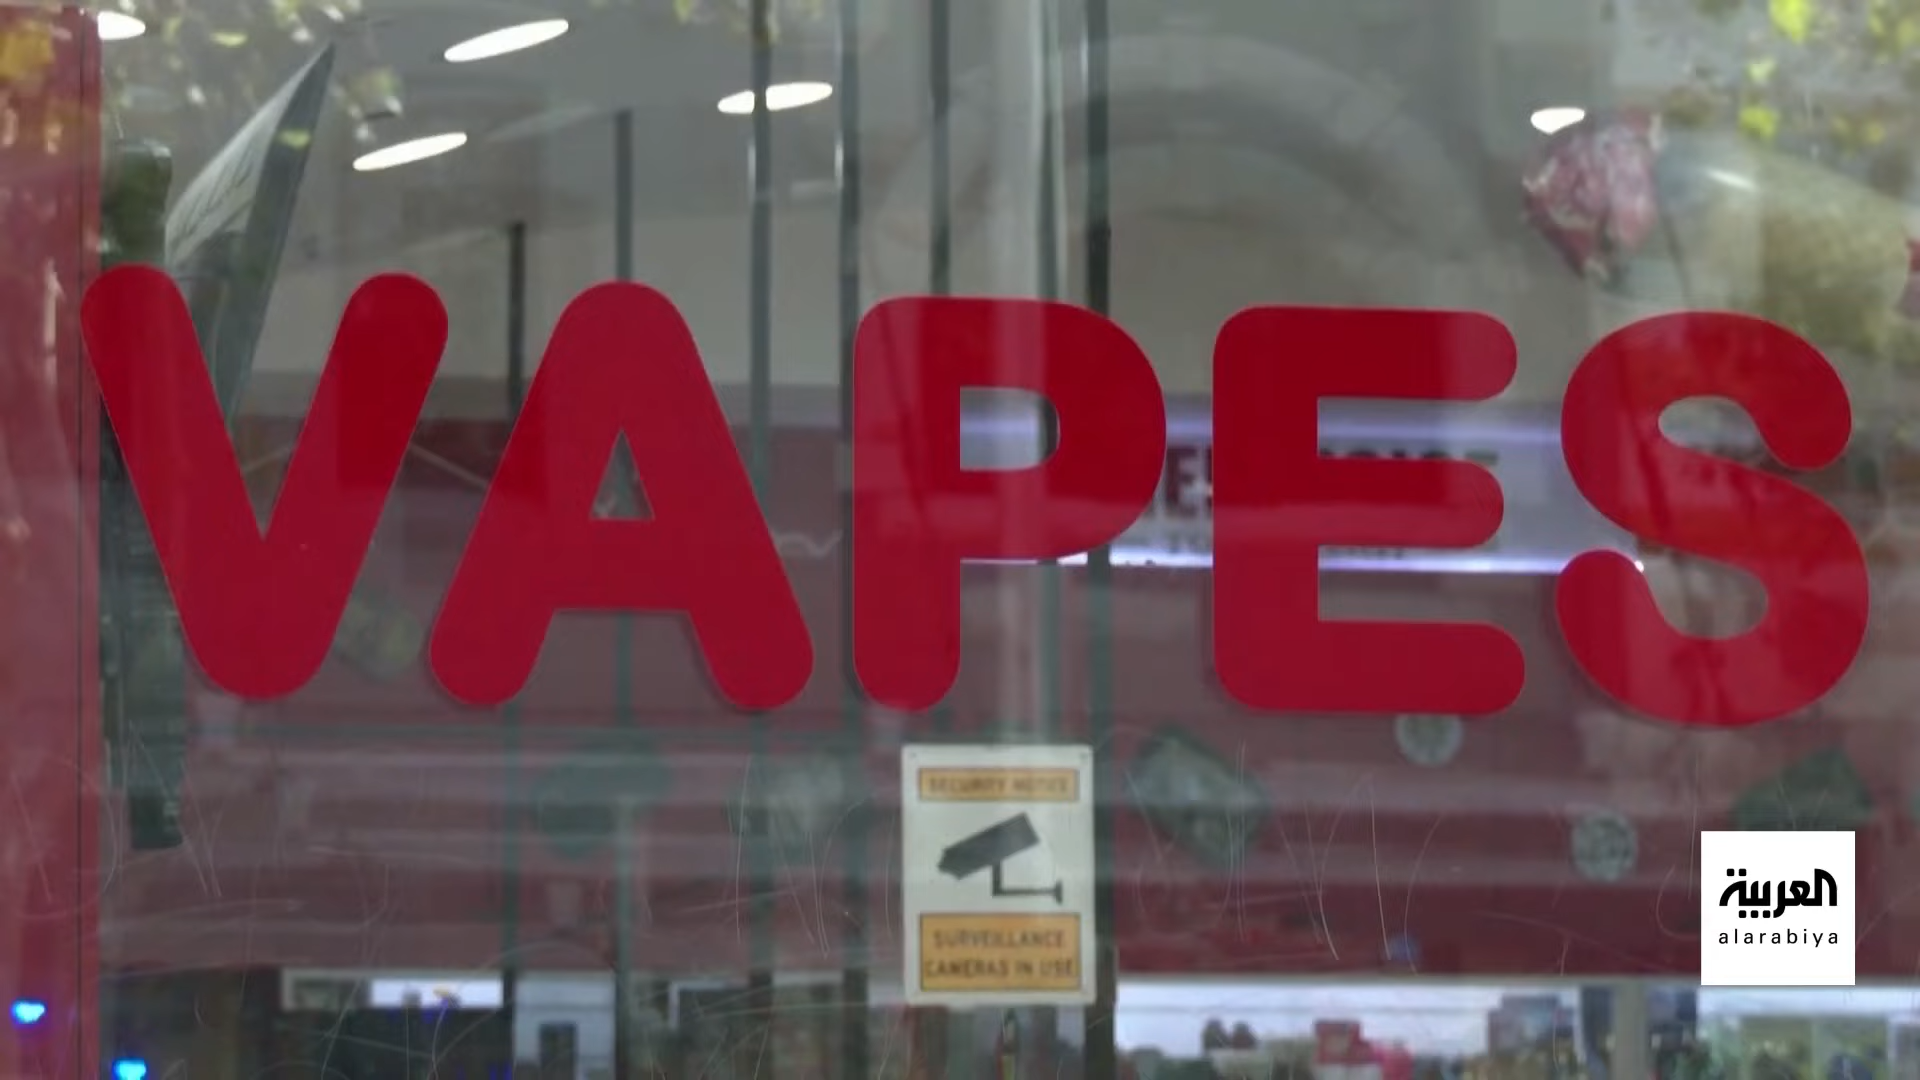 VAPES
SECURITY NOTICE
SURVEILLANCE
CAMERAS IN USE
العربية
alarabiya